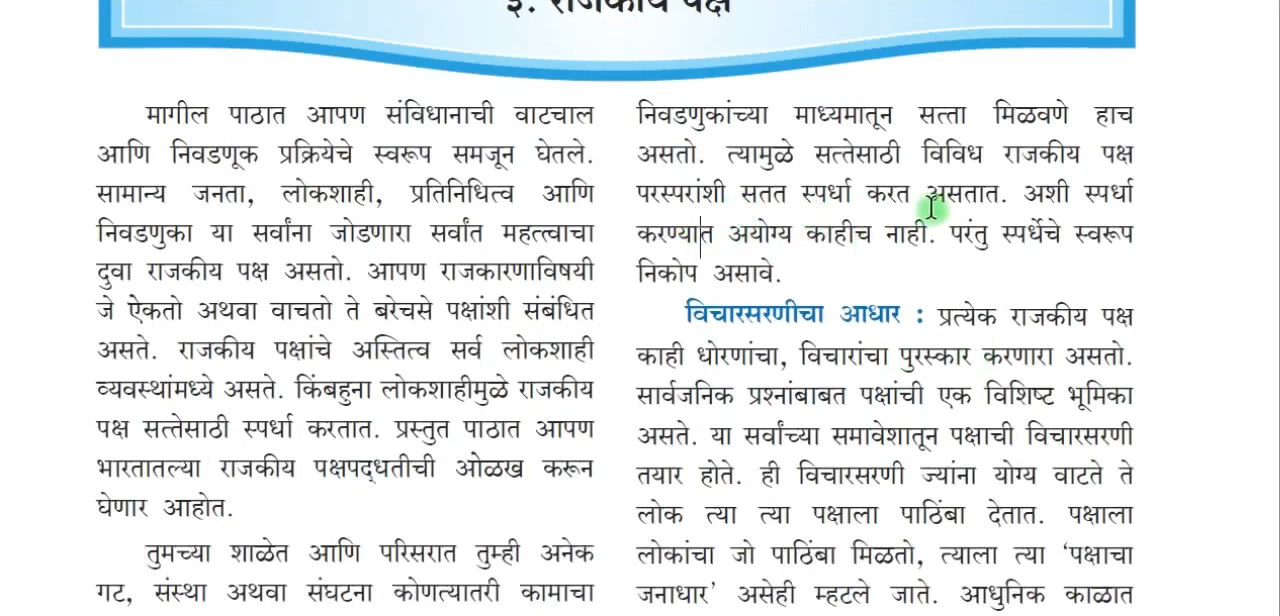 ३. राजकीय पक्ष
मागील पाठात आपण संविधानाची वाटचाल
आणि निवडणूक प्रक्रियेचे स्वरूप समजून घेतले.
सामान्य जनता, लोकशाही, प्रतिनिधित्व आणि
निवडणुका या सर्वांना जोडणारा सर्वांत महत्त्वाचा
दुवा राजकीय पक्ष असतो. आपण राजकारणाविषयी
जे ऐकतो अथवा वाचतो ते बरेचसे पक्षांशी संबंधित
असते. राजकीय पक्षांचे अस्तित्व सर्व लोकशाही
व्यवस्थांमध्ये असते. किंबहुना लोकशाहीमुळे राजकीय
पक्ष सत्तेसाठी स्पर्धा करतात. प्रस्तुत पाठात आपण
भारतातल्या राजकीय पक्षपद्धतीची ओळख करून
घेणार आहोत.
तुमच्या शाळेत आणि परिसरात तुम्ही अनेक
गट, संस्था अथवा संघटना कोणत्यातरी कामाचा
निवडणुकांच्या माध्यमातून सत्ता मिळवणे हाच
असतो. त्यामुळे सत्तेसाठी विविध राजकीय पक्ष
परस्परांशी सतत स्पर्धा करत असतात. अशी स्पर्धा
करण्यात अयोग्य काहीच नाही. परंतु स्पर्धेचे स्वरूप
निकोप असावे.
विचारसरणीचा आधार : प्रत्येक राजकीय पक्ष
काही धोरणांचा, विचारांचा पुरस्कार करणारा असतो.
सार्वजनिक प्रश्नांबाबत पक्षांची एक विशिष्ट भूमिका
असते. या सर्वांच्या समावेशातून पक्षाची विचारसरणी
तयार होते. ही विचारसरणी ज्यांना योग्य वाटते ते
लोक त्या त्या पक्षाला पाठिंबा देतात. पक्षाला
लोकांचा जो पाठिंबा मिळतो, त्याला त्या ‘पक्षाचा
जनाधार’ असेही म्हटले जाते. आधुनिक काळात